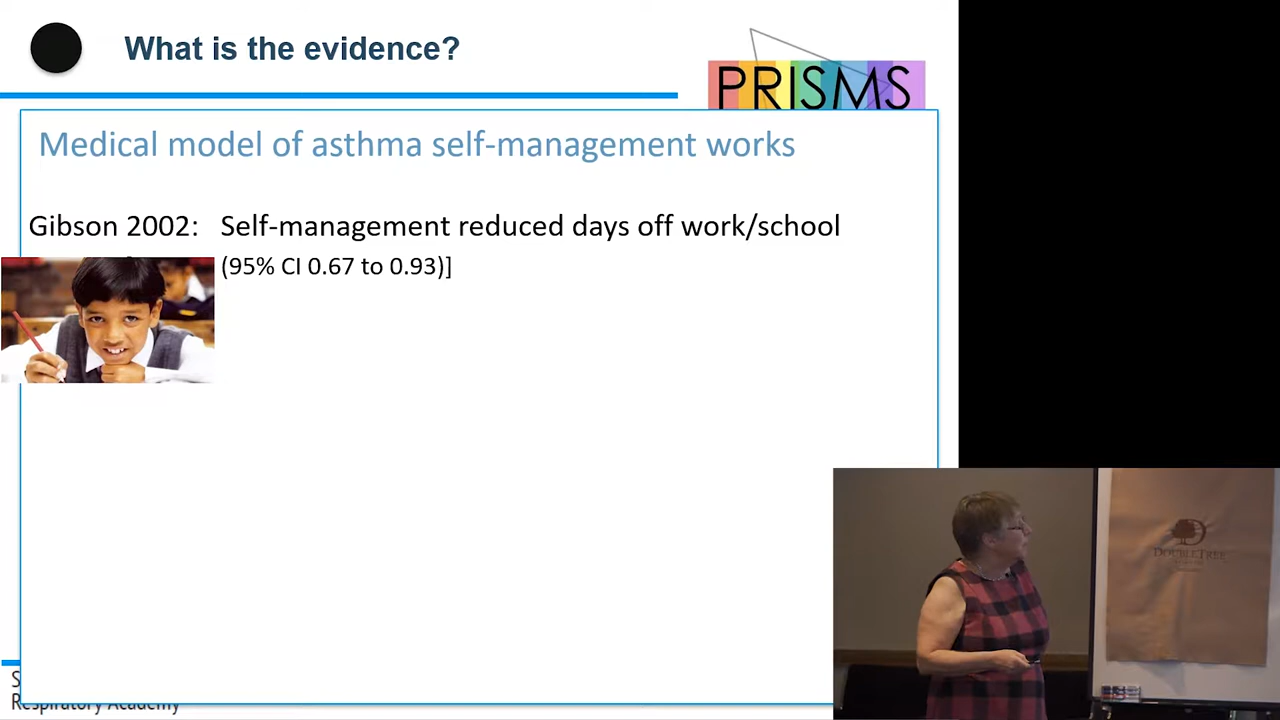 What is the evidence?
PRISMS
Medical model of asthma self-management works
Gibson 2002: Self-management reduced days off work/school
(95% CI 0.67 to 0.93)]
DOUBLETREE
Respiratory Academy